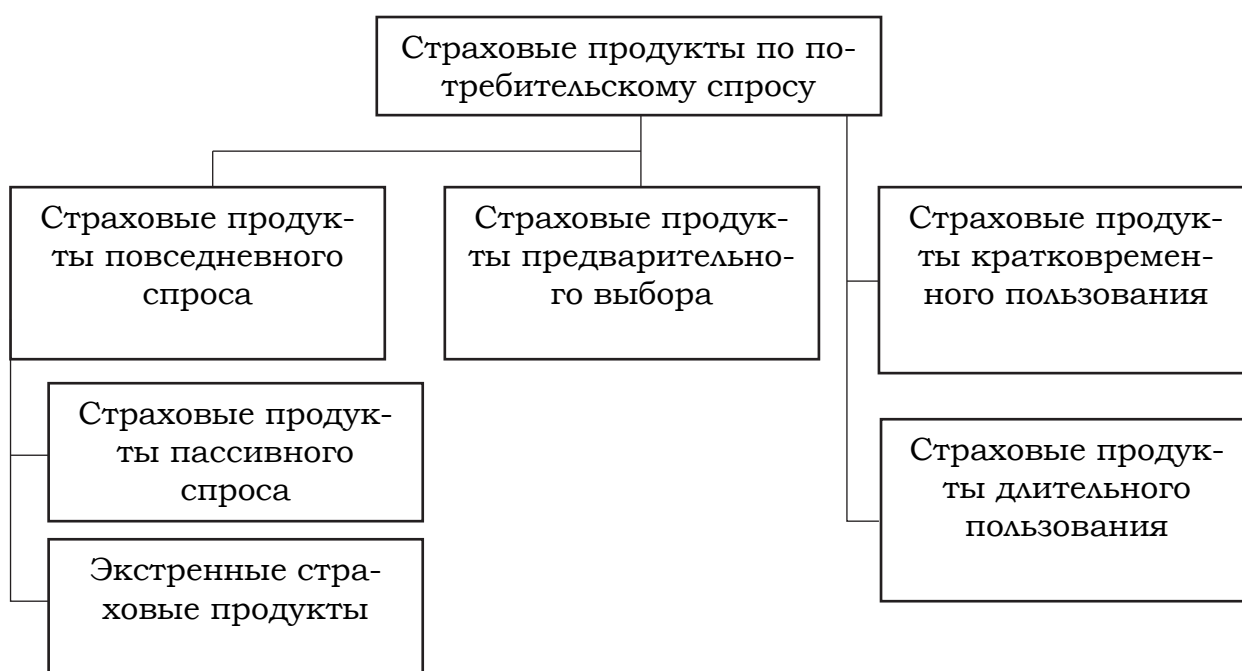 Страховые продукты по по-
требительскому спросу
Страховые продук-
ты повседневного
спроса
Страховые продук-
ты предварительно-
го выбора
Страховые продук-
ты кратковремен-
ного пользования
Страховые продук-
ты пассивного
спроса
Страховые продук-
ты длительного
пользования
Экстренные стра-
ховые продукты